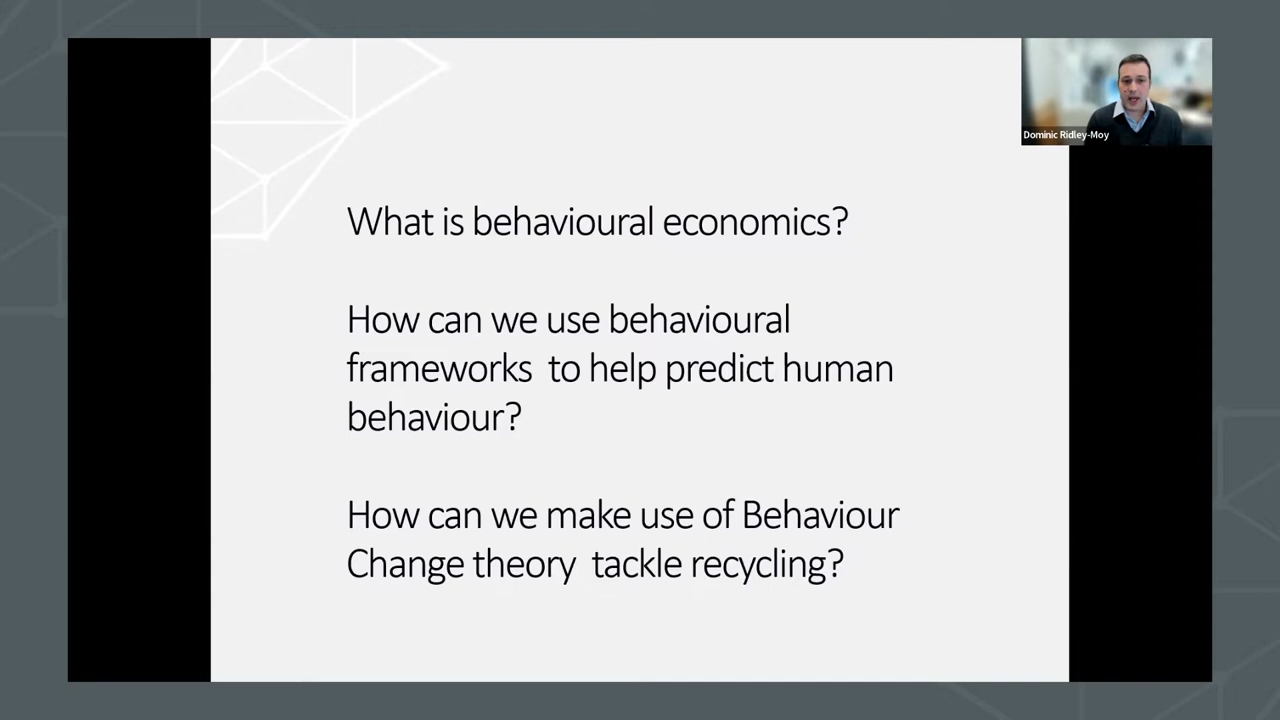 Dominic Ridley-Moy
What is behavioural economics?
How can we use behavioural
frameworks  to help predict human
behaviour?
How can we make use of Behaviour
Change theory  tackle recycling?